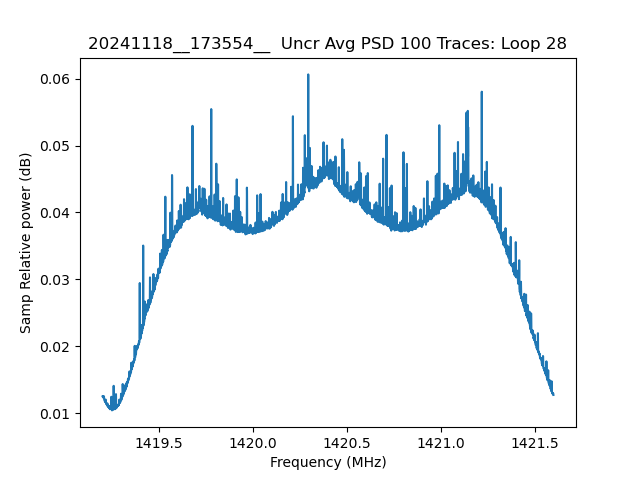 20241118__173554__  Uncr Avg PSD 100 Traces: Loop 28
Samp Relative power (dB)
0.06
0.05
0.04
0.03
0.02
0.01
1419.5 1420.0 1420.5 1421.0 1421.5
Frequency (MHz)